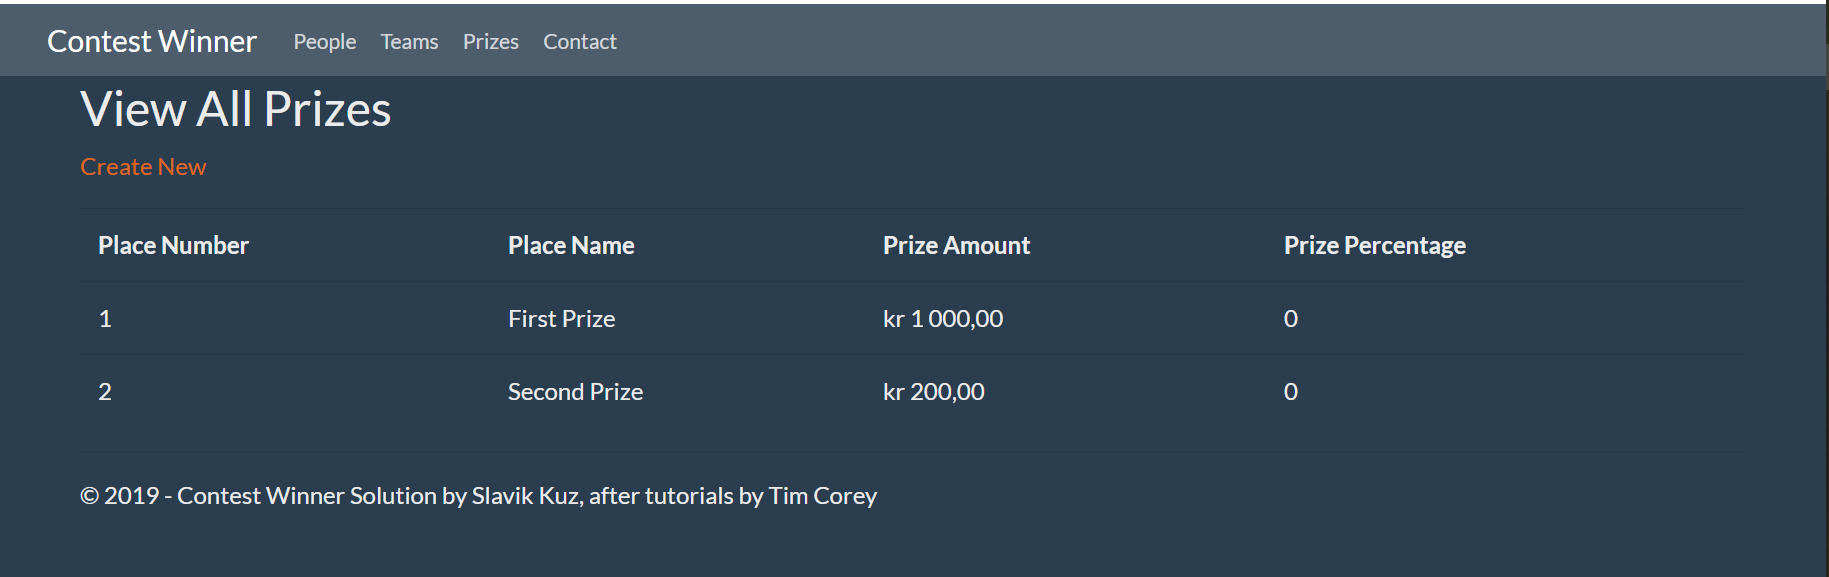 Contest Winner People Teams Prizes Contact
View All Prizes
Create New
Place Number Place Name Prize Amount Prize Percentage
1 First Prize kr 1 000,00 0
2 Second Prize kr 200,00 0
© 2019 - Contest Winner Solution by Slavik Kuz, after tutorials by Tim Corey